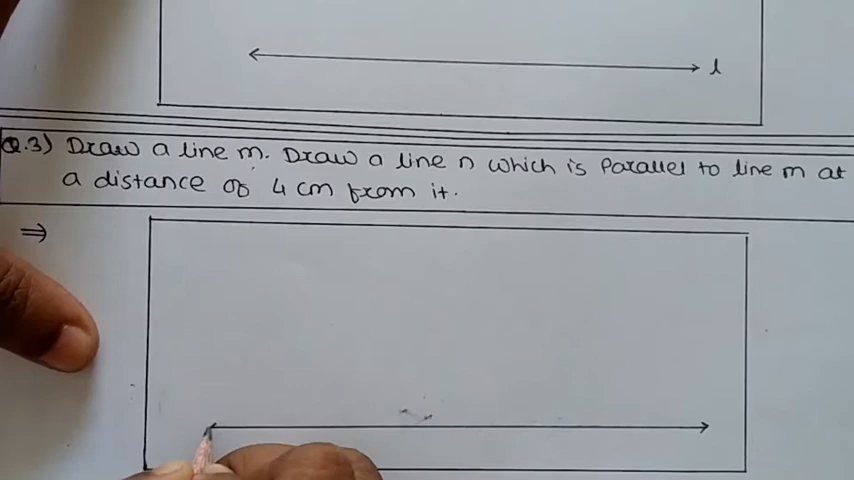 l
Q.3) Draw a line m. Draw a line n which is parallel to line m at
a distance of 4 cm from it.
⇒